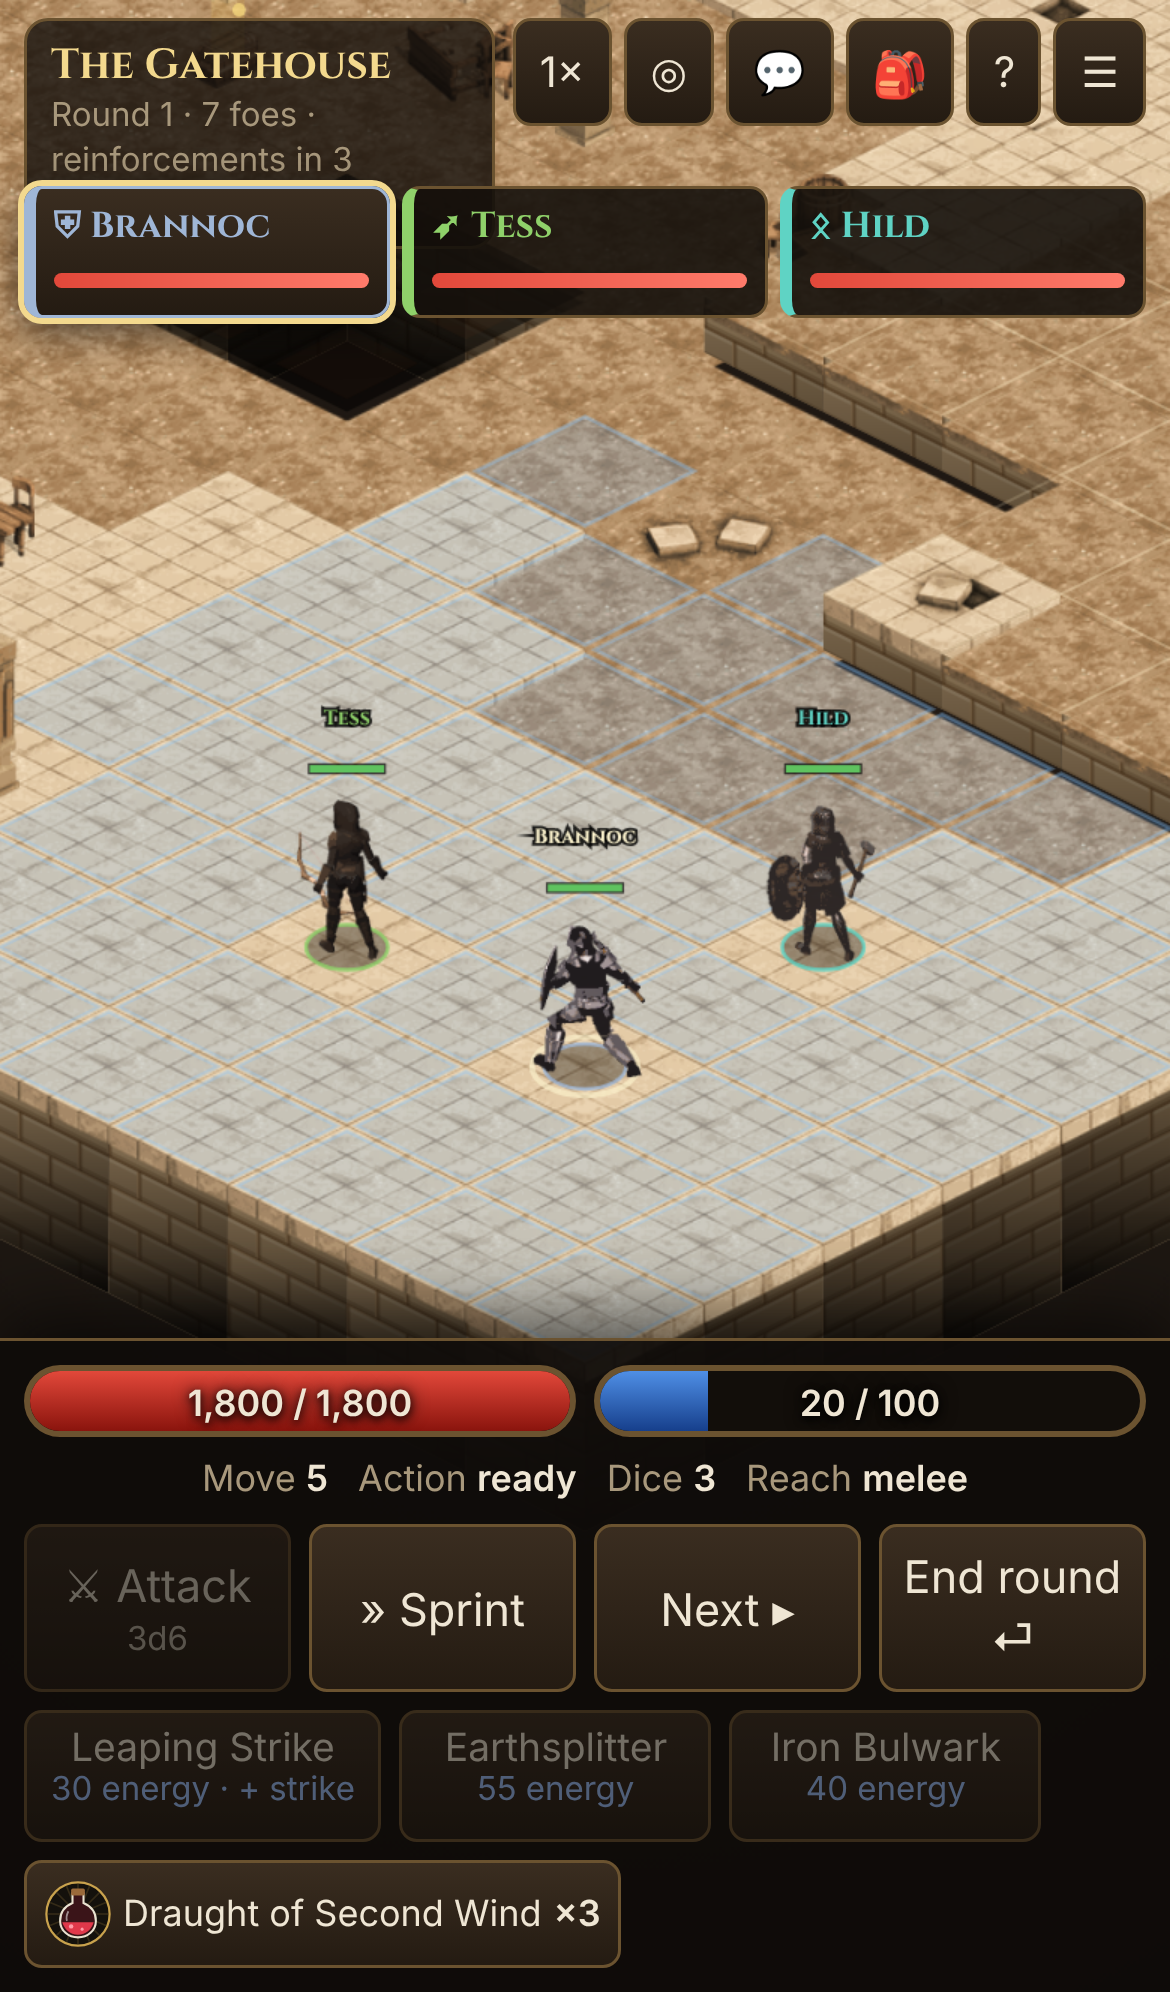 The Gatehouse
Round 1 · 7 foes ·
reinforcements in 3
1×
?
Brannoc
Tess
Hild
Tess
Hild
Brannoc
1,800 / 1,800
20 / 100
Move 5 Action ready Dice 3 Reach melee
Attack
3d6
» Sprint
Next ▸
End round
Leaping Strike
30 energy · + strike
Earthsplitter
55 energy
Iron Bulwark
40 energy
Draught of Second Wind ×3